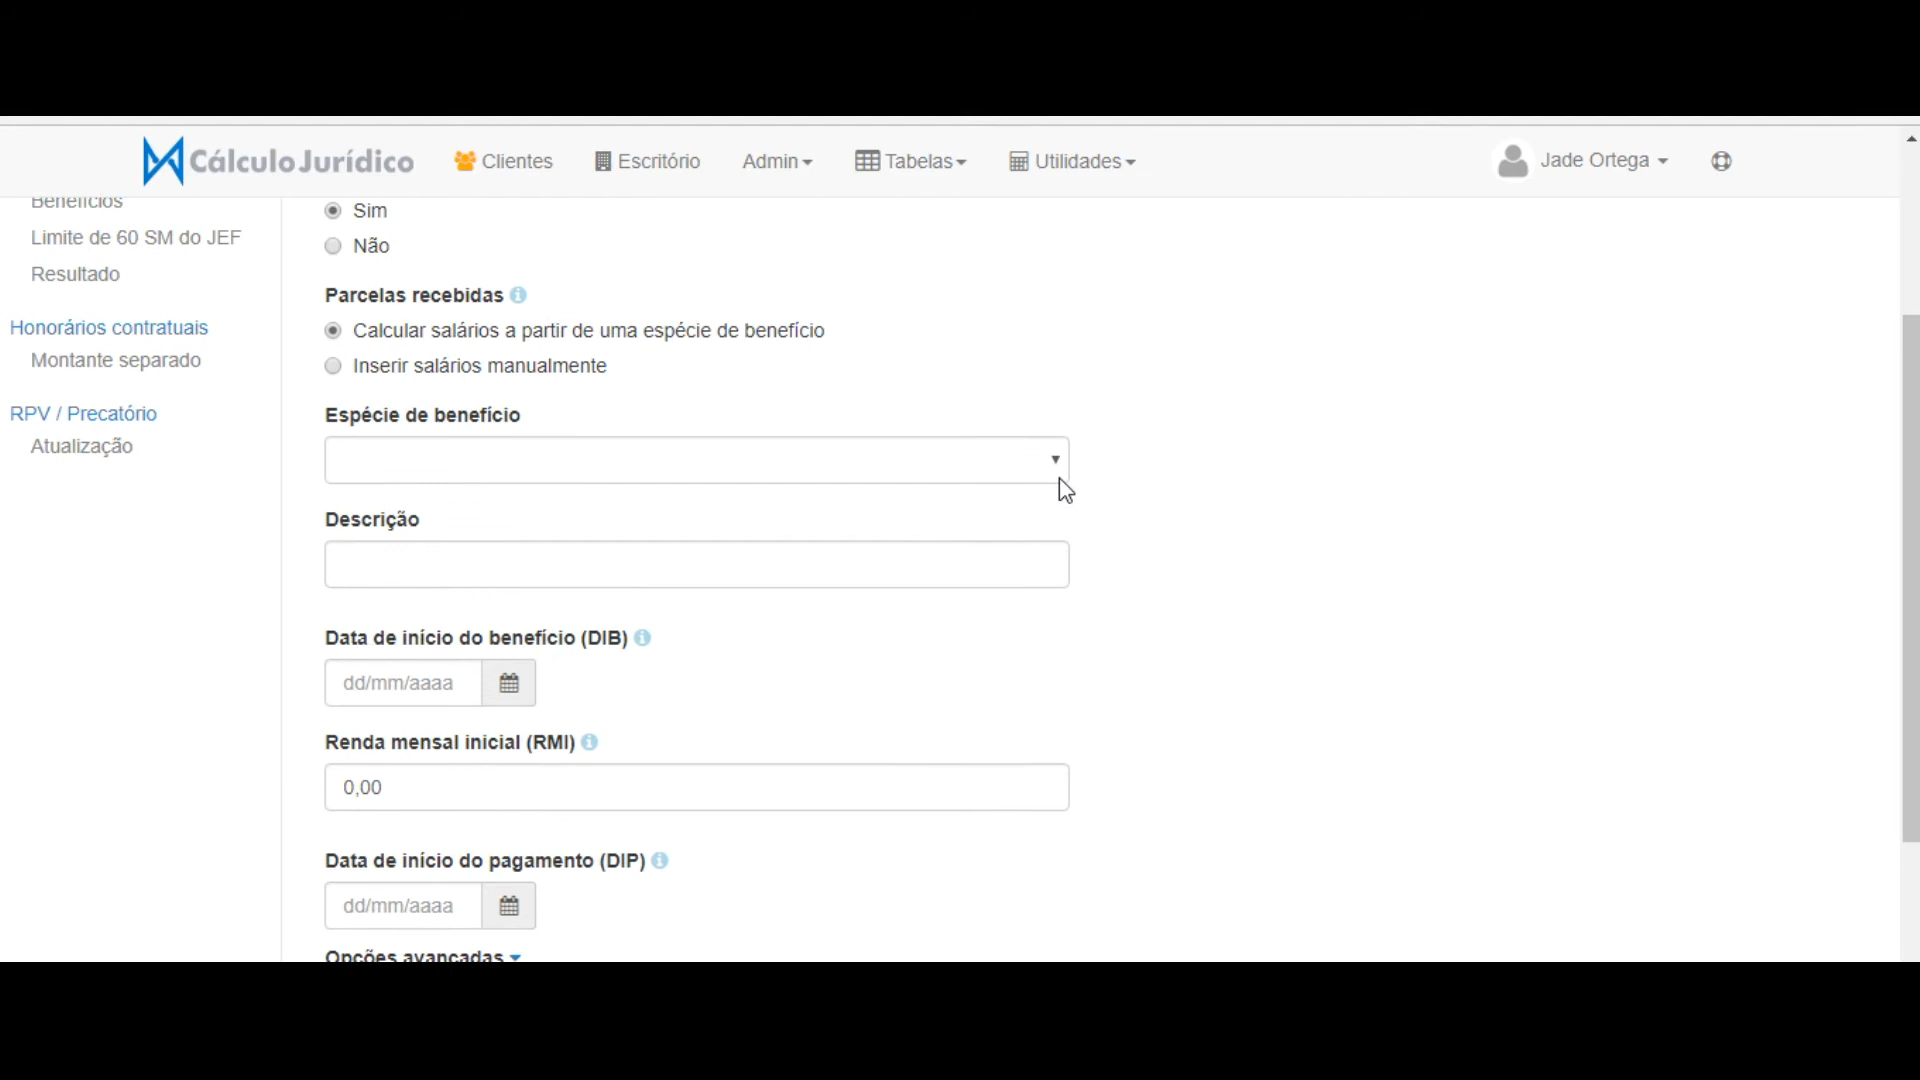 CálculoJurídico Clientes Escritório Admin Tabelas Utilidades Jade Ortega
Benefícios
Limite de 60 SM do JEF
Resultado
Honorários contratuais
Montante separado
RPV / Precatório
Atualização
Sim
Não
Parcelas recebidas
Calcular salários a partir de uma espécie de benefício
Inserir salários manualmente
Espécie de benefício
Descrição
Data de início do benefício (DIB)
dd/mm/aaaa
Renda mensal inicial (RMI)
0,00
Data de início do pagamento (DIP)
dd/mm/aaaa
Opções avançadas